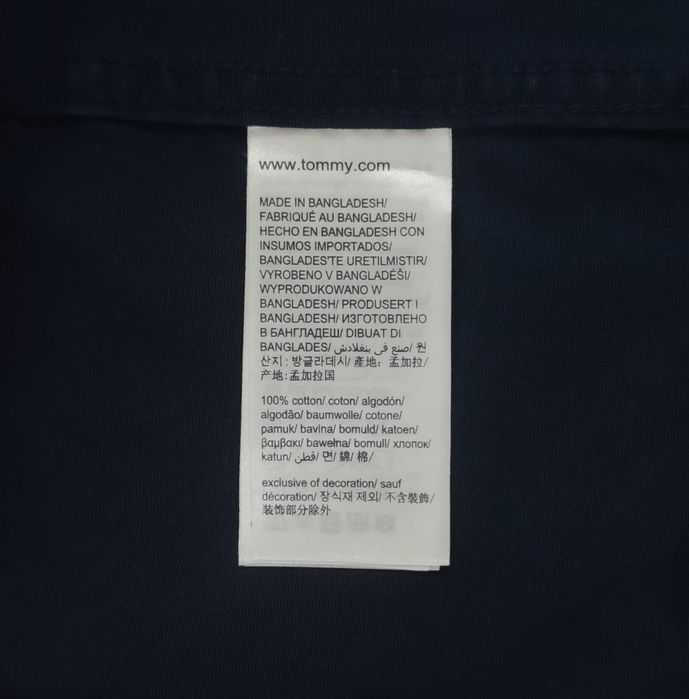 www.tommy.com
MADE IN BANGLADESH/
FABRIQUÉ AU BANGLADESH/
HECHO EN BANGLADESH CON
INSUMOS IMPORTADOS/
BANGLADES'TE URETILMISTIR/
VYROBENO V BANGLADÉŠI/
WYPRODUKOWANO W
BANGLADESH/ PRODUSERT I
BANGLADESH/ ИЗГОТОВЛЕНО
В БАНГЛАДЕШ/ DIBUAT DI
BANGLADES/ صنع في بنغلادش/ 원
산지 : 방글라데시/ 產地： 孟加拉/
产地: 孟加拉国
100% cotton/ coton/ algodón/
algodão/ baumwolle/ cotone/
pamuk/ bavlna/ bomuld/ katoen/
βαμβακι/ bawełna/ bomull/ хлопок/
katun/ قطن/ 면/ 綿/ 棉/
exclusive of decoration/ sauf
décoration/ 장식재 제외/ 不含裝飾/
装饰部分除外